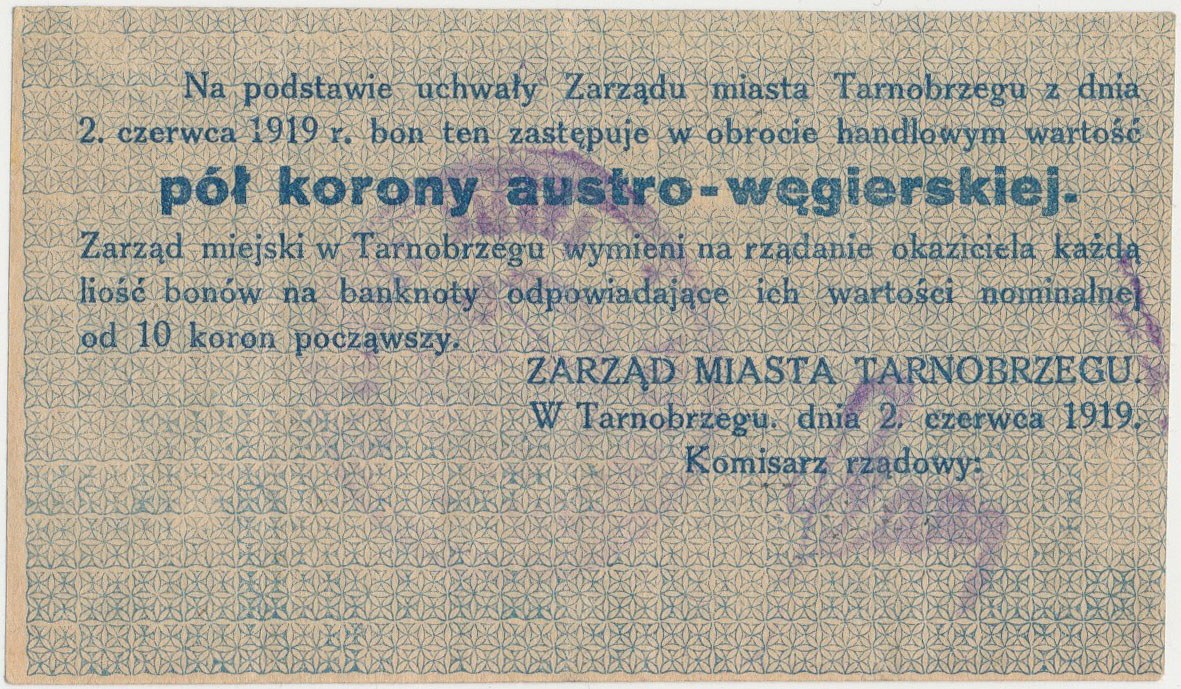 Na podstawie uchwały Zarządu miasta Tarnobrzegu z dnia
2. czerwca 1919 r. bon ten zastępuje w obrocie handlowym wartość
pół korony austro-węgierskiej.
Zarząd miejski w Tarnobrzegu wymieni na rządanie okaziciela każdą
liość bonów na banknoty odpowiadające ich wartości nominalnej
od 10 koron począwszy.
ZARZĄD MIASTA TARNOBRZEGU.
W Tarnobrzegu. dnia 2. czerwca 1919.
Komisarz rządowy: